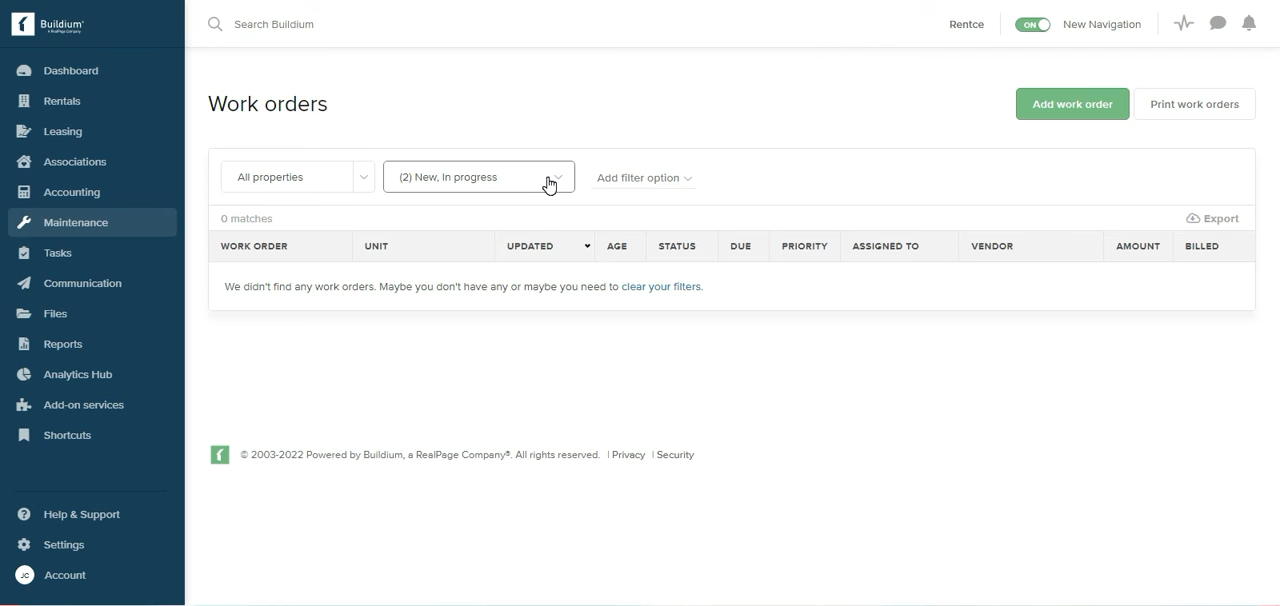 Buildium®
A RealPage Company
Search Buildium
Rentce
ON
New Navigation
Dashboard
Rentals
Leasing
Associations
Accounting
Maintenance
Tasks
Communication
Files
Reports
Analytics Hub
Add-on services
Shortcuts
Help & Support
Settings
JC
Account
Work orders
Add work order
Print work orders
All properties
(2) New, In progress
Add filter option
0 matches
Export
WORK ORDER UNIT UPDATED AGE STATUS DUE PRIORITY ASSIGNED TO VENDOR AMOUNT BILLED
We didn't find any work orders. Maybe you don't have any or maybe you need to clear your filters.
© 2003-2022 Powered by Buildium, a RealPage Company®. All rights reserved. | Privacy | Security